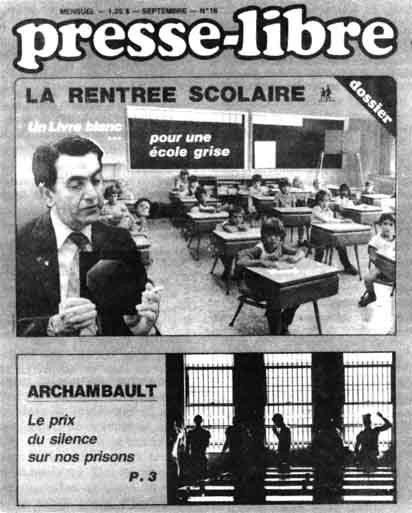 MENSUEL — 1,25 $ — SEPTEMBRE — N°16
presse-libre
LA RENTREE SCOLAIRE
dossier
Un Livre blanc
...
pour une
école grise
ARCHAMBAULT
Le prix
du silence
sur nos prisons
P. 3